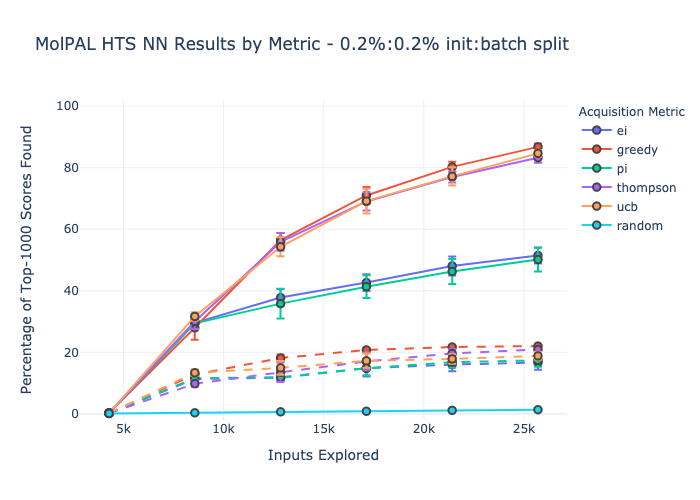 MolPAL HTS NN Results by Metric - 0.2%:0.2% init:batch split
Percentage of Top-1000 Scores Found
100
80
60
40
20
0
5k
10k
15k
20k
25k
Inputs Explored
Acquisition Metric
ei
greedy
pi
thompson
ucb
random